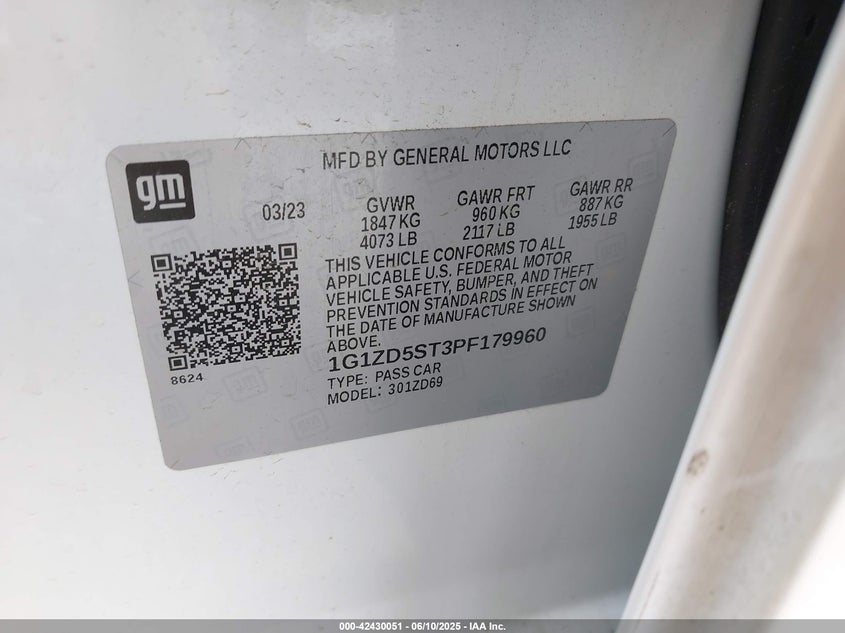 gm
MFD BY GENERAL MOTORS LLC
03/23
GVWR
1847 KG
4073 LB
GAWR FRT
960 KG
2117 LB
GAWR RR
887 KG
1955 LB
THIS VEHICLE CONFORMS TO ALL
APPLICABLE U.S. FEDERAL MOTOR
VEHICLE SAFETY, BUMPER, AND THEFT
PREVENTION STANDARDS IN EFFECT ON
THE DATE OF MANUFACTURE SHOWN
ABOVE.
1G1ZD5ST3PF179960
TYPE: PASS CAR
MODEL: 301ZD69
8624
000-42430051 - 06/10/2025 - IAA Inc.